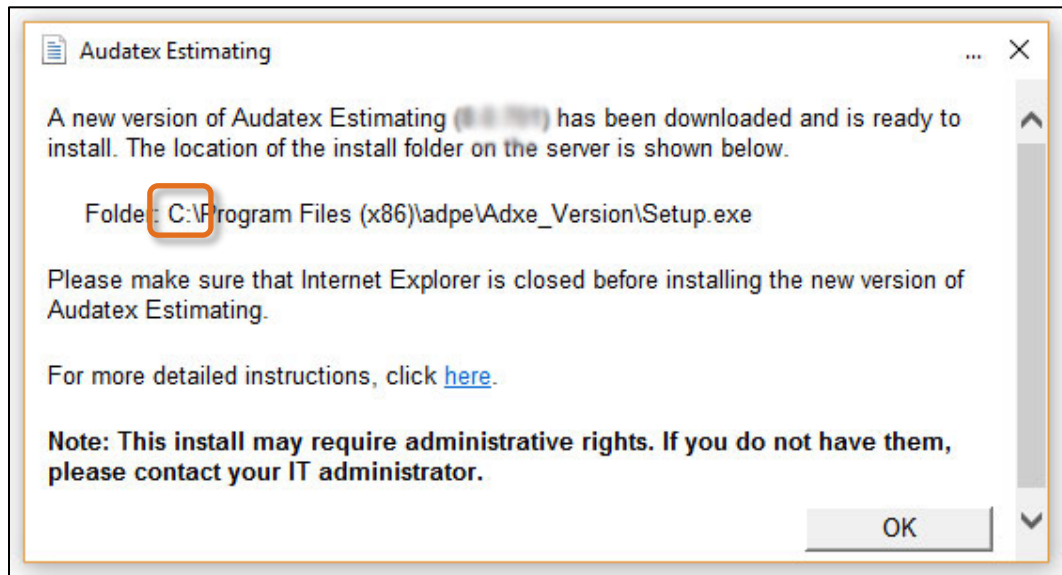 Audatex Estimating ...
A new version of Audatex Estimating ( ) has been downloaded and is ready to
install. The location of the install folder on the server is shown below.
Folder: C:\Program Files (x86)\adpe\Adxe_Version\Setup.exe
Please make sure that Internet Explorer is closed before installing the new version of
Audatex Estimating.
For more detailed instructions, click here.
Note: This install may require administrative rights. If you do not have them,
please contact your IT administrator.
OK